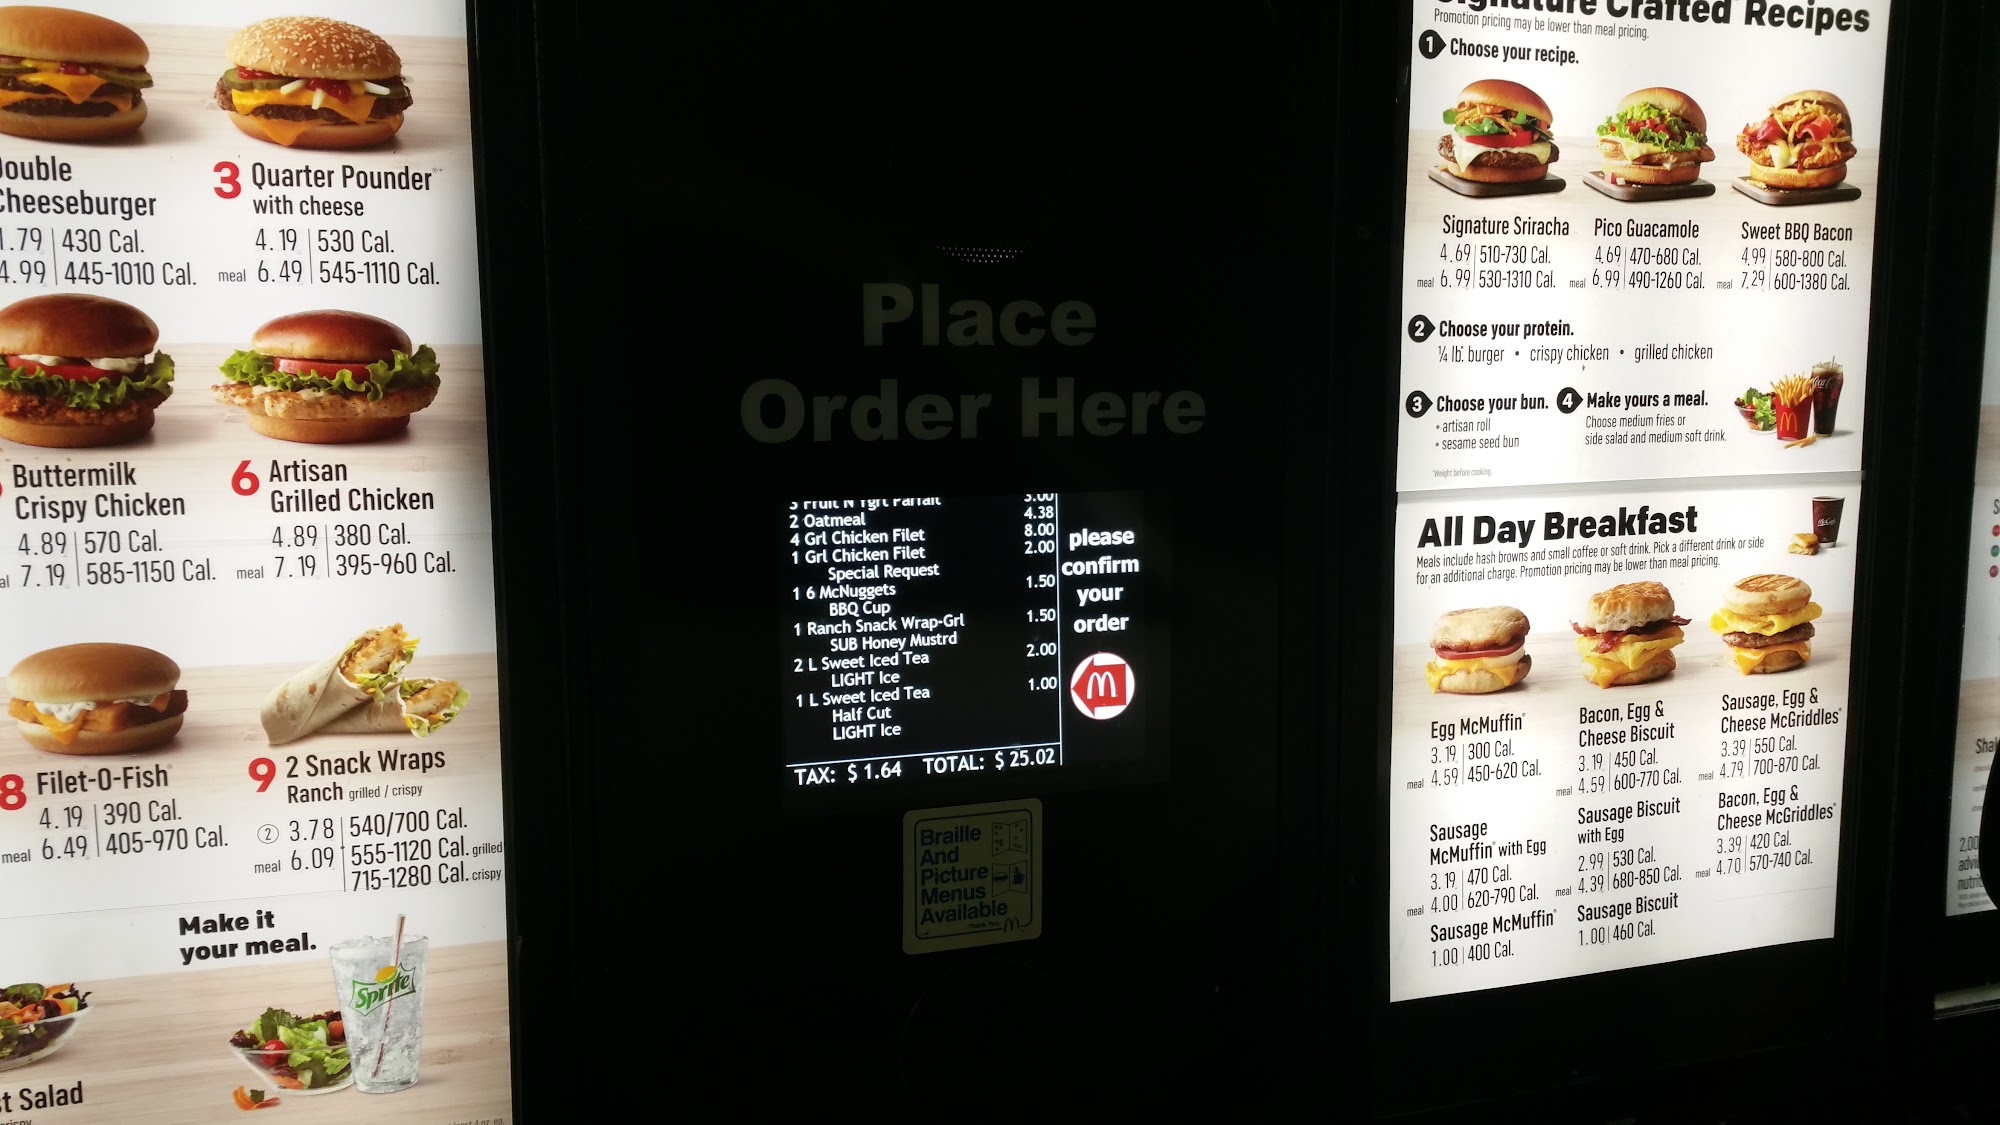 Double
Cheeseburger
1.79 | 430 Cal.
4.99 | 445-1010 Cal.
3 Quarter Pounder®*
with cheese
4.19 | 530 Cal.
meal 6.49 | 545-1110 Cal.
Buttermilk
Crispy Chicken
4.89 | 570 Cal.
7.19 | 585-1150 Cal.
6 Artisan
Grilled Chicken
4.89 | 380 Cal.
meal 7.19 | 395-960 Cal.
8 Filet-O-Fish®
4.19 | 390 Cal.
meal 6.49 | 405-970 Cal.
9 2 Snack Wraps
Ranch grilled / crispy
2 3.78 | 540/700 Cal.
meal 6.09 | 555-1120 Cal. grilled
715-1280 Cal. crispy
Make it
your meal.
Sprite
Salad
Place
Order Here
3 Fruit N Ygrt Parfait 3.00
2 Oatmeal 4.38
4 Grl Chicken Filet 8.00
1 Grl Chicken Filet 2.00
Special Request
1 6 McNuggets 1.50
BBQ Cup
1 Ranch Snack Wrap-Grl 1.50
SUB Honey Mustrd
2 L Sweet Iced Tea 2.00
LIGHT Ice
1 L Sweet Iced Tea 1.00
Half Cut
LIGHT Ice
TAX: $ 1.64 TOTAL: $ 25.02
please
confirm
your
order
Braille
And
Picture
Menus
Available
Thank You
Signature Crafted Recipes
Promotion pricing may be lower than meal pricing.
1 Choose your recipe.
Signature Sriracha
4.69 | 510-730 Cal.
meal 6.99 | 530-1310 Cal.
Pico Guacamole
4.69 | 470-680 Cal.
meal 6.99 | 490-1260 Cal.
Sweet BBQ Bacon
4.99 | 580-800 Cal.
meal 7.29 | 600-1380 Cal.
2 Choose your protein.
¼ lb.* burger • crispy chicken • grilled chicken
3 Choose your bun.
• artisan roll
• sesame seed bun
4 Make yours a meal.
Choose medium fries or
side salad and medium soft drink.
*Weight before cooking.
All Day Breakfast
Meals include hash browns and small coffee or soft drink. Pick a different drink or side
for an additional charge. Promotion pricing may be lower than meal pricing.
Egg McMuffin®
3.19 | 300 Cal.
meal 4.59 | 450-620 Cal.
Bacon, Egg &
Cheese Biscuit
3.19 | 450 Cal.
meal 4.59 | 600-770 Cal.
Sausage, Egg &
Cheese McGriddles®
3.39 | 550 Cal.
meal 4.79 | 700-870 Cal.
Sausage
McMuffin® with Egg
3.19 | 470 Cal.
meal 4.00 | 620-790 Cal.
Sausage Biscuit
with Egg
2.99 | 530 Cal.
meal 4.39 | 680-850 Cal.
Bacon, Egg &
Cheese McGriddles®
3.39 | 420 Cal.
meal 4.70 | 570-740 Cal.
Sausage McMuffin®
1.00 | 400 Cal.
Sausage Biscuit
1.00 | 460 Cal.